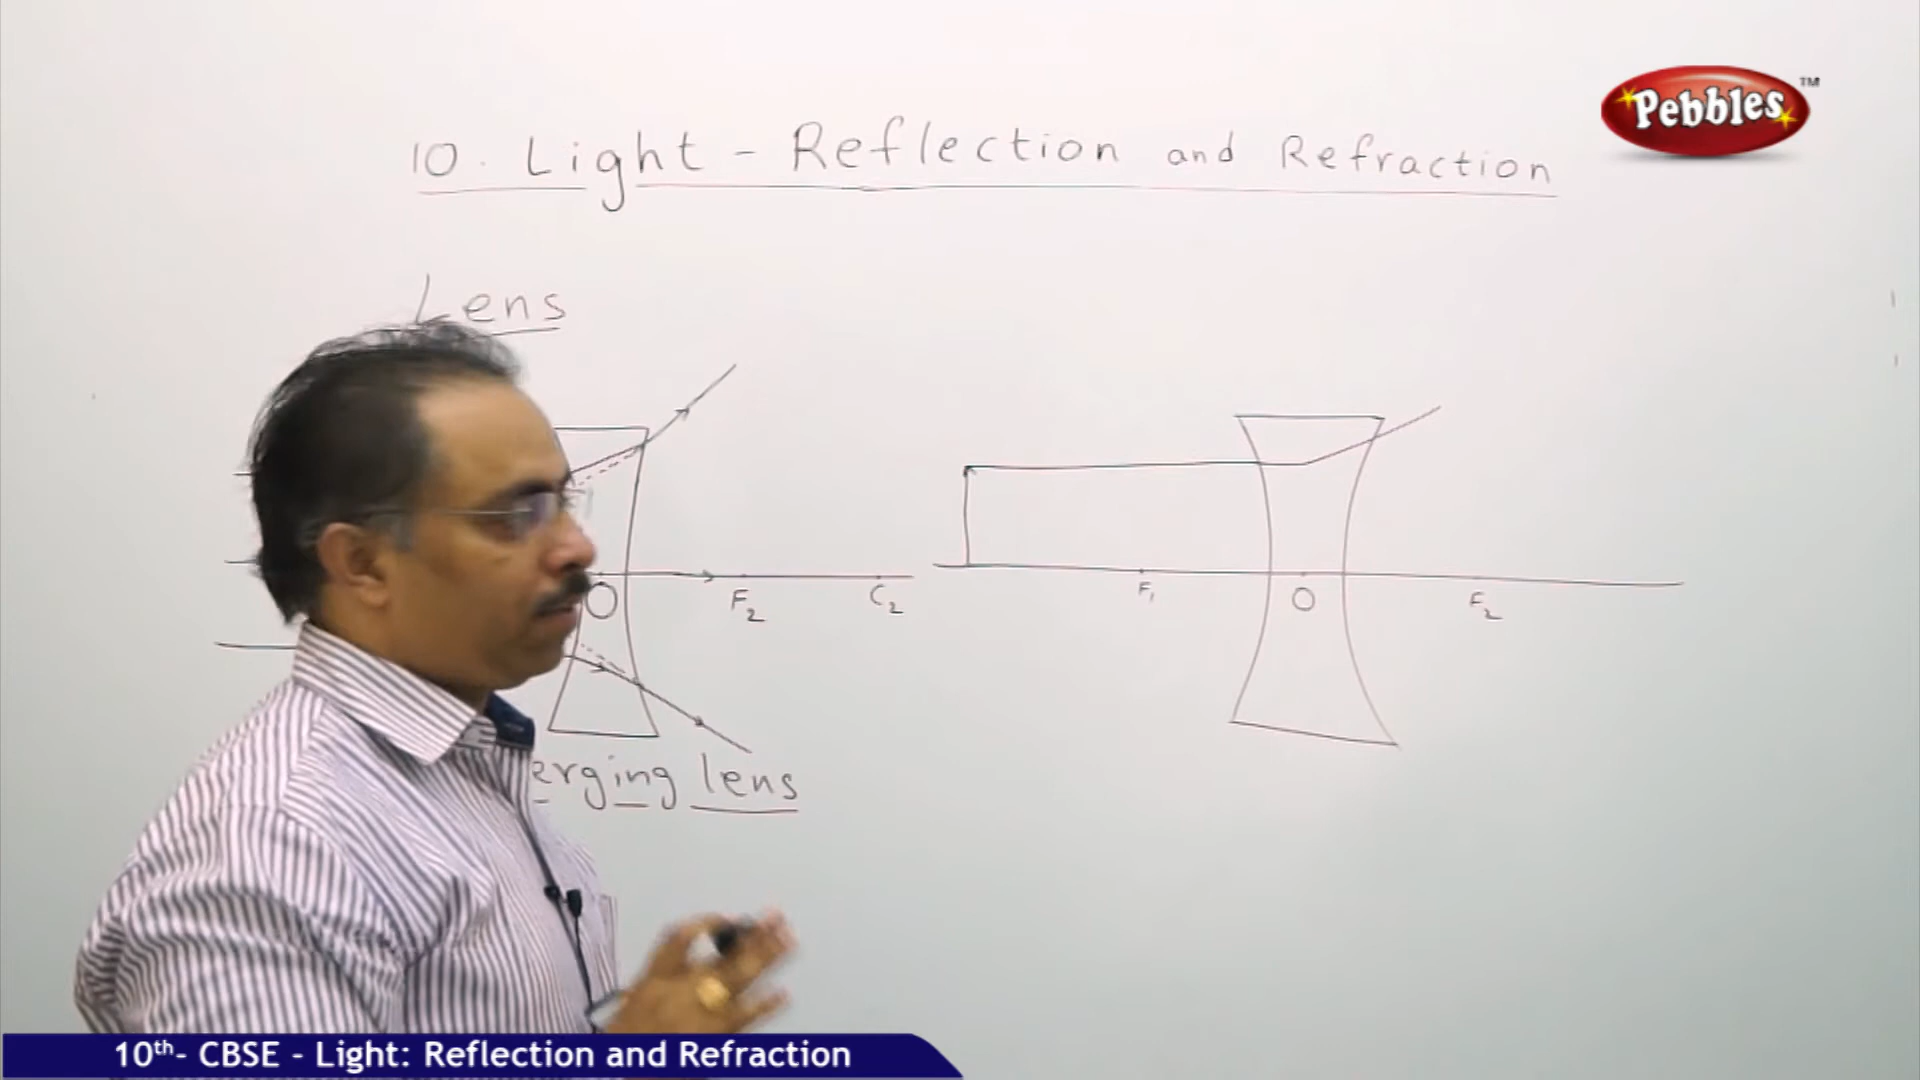 Pebbles TM
10. Light - Reflection and Refraction
Lens
O F2 C2
F1 O F2
erging lens
10th- CBSE - Light: Reflection and Refraction